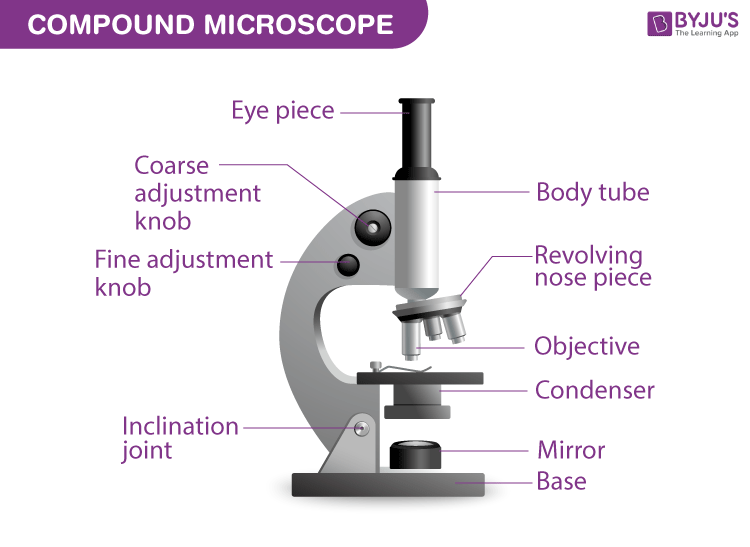 COMPOUND MICROSCOPE
BYJU'S
The Learning App
Eye piece
Coarse
adjustment
knob
Body tube
Fine adjustment
knob
Revolving
nose piece
Objective
Condenser
Inclination
joint
Mirror
Base